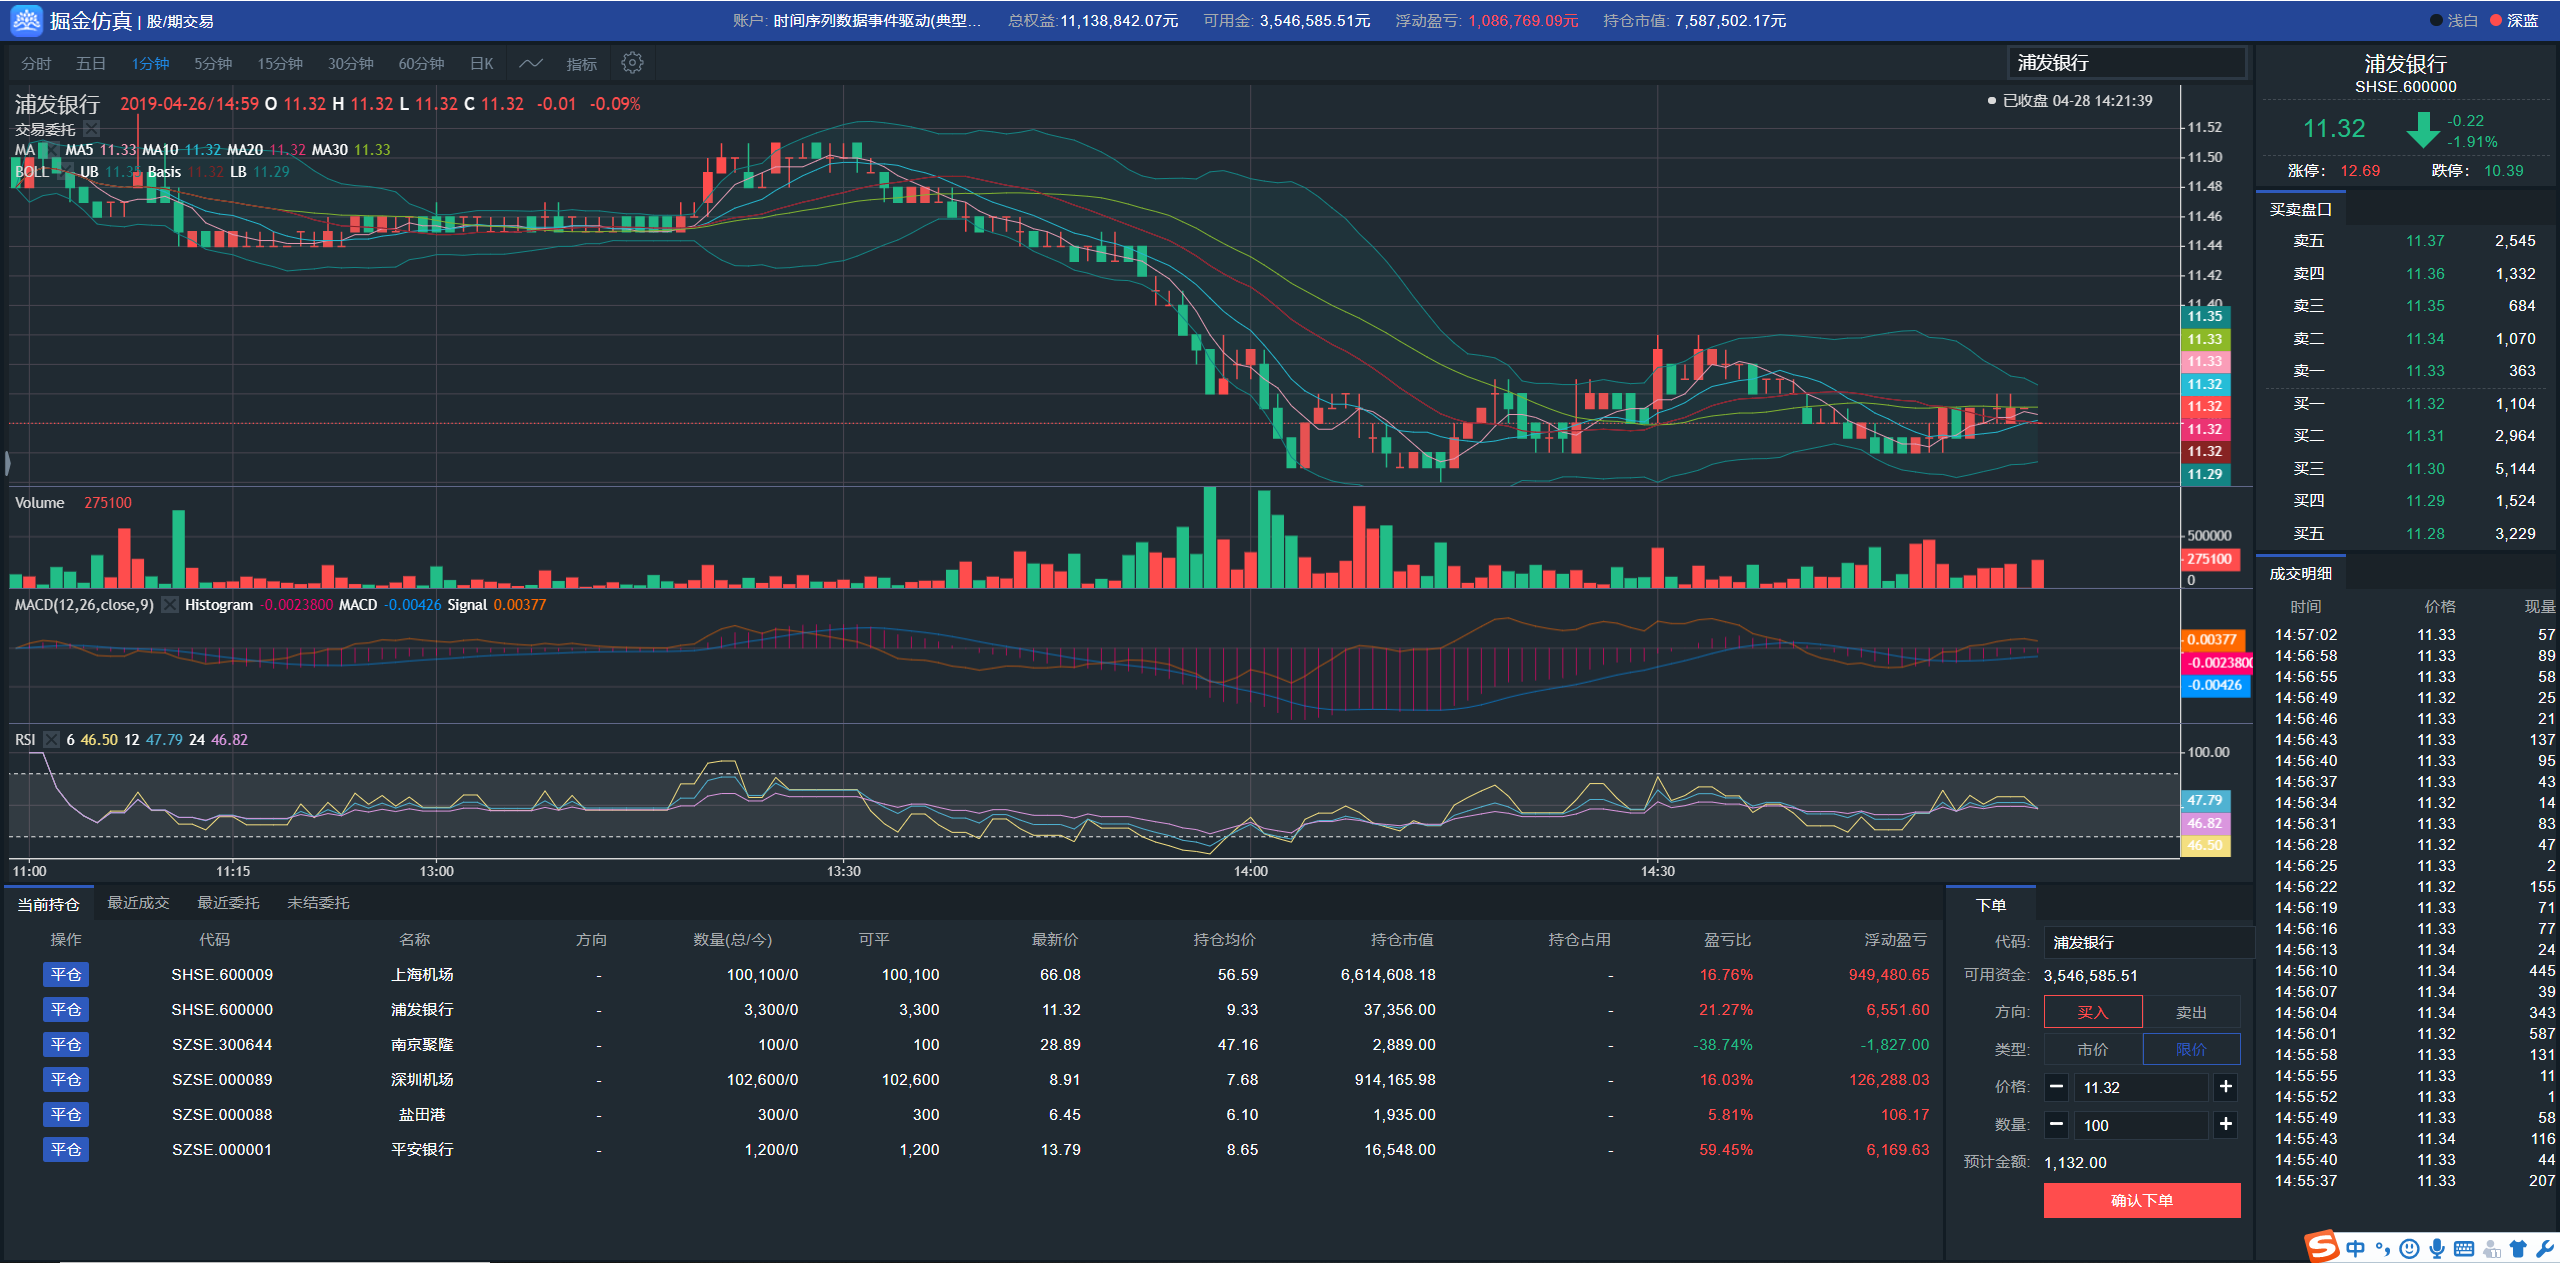 掘金仿真 | 股/期交易
账户: 时间序列数据事件驱动(典型... 总权益:11,138,842.07元 可用金: 3,546,585.51元 浮动盈亏: 1,086,769.09元 持仓市值: 7,587,502.17元
浅白 深蓝
分时 五日 1分钟 5分钟 15分钟 30分钟 60分钟 日K 指标
浦发银行
浦发银行 2019-04-26/14:59 O 11.32 H 11.32 L 11.32 C 11.32 -0.01 -0.09%
已收盘 04-28 14:21:39
交易委托
MA MA5 11.33 MA10 11.32 MA20 11.32 MA30 11.33
BOLL UB 11.35 Basis 11.32 LB 11.29
11.52
11.50
11.48
11.46
11.44
11.42
11.40
11.35
11.33
11.33
11.32
11.32
11.32
11.32
11.29
Volume 275100
500000
275100
0
MACD(12,26,close,9) Histogram -0.0023800 MACD -0.00426 Signal 0.00377
0.00377
-0.0023800
-0.00426
RSI 6 46.50 12 47.79 24 46.82
100.00
47.79
46.82
46.50
11:00 11:15 13:00 13:30 14:00 14:30
浦发银行
SHSE.600000
11.32
-0.22
-1.91%
涨停: 12.69 跌停: 10.39
买卖盘口
卖五 11.37 2,545
卖四 11.36 1,332
卖三 11.35 684
卖二 11.34 1,070
卖一 11.33 363
买一 11.32 1,104
买二 11.31 2,964
买三 11.30 5,144
买四 11.29 1,524
买五 11.28 3,229
成交明细
时间 价格 现量
14:57:02 11.33 57
14:56:58 11.33 89
14:56:55 11.33 58
14:56:49 11.32 25
14:56:46 11.33 21
14:56:43 11.33 137
14:56:40 11.33 95
14:56:37 11.33 43
14:56:34 11.32 14
14:56:31 11.33 83
14:56:28 11.32 47
14:56:25 11.33 2
14:56:22 11.32 155
14:56:19 11.33 71
14:56:16 11.33 77
14:56:13 11.34 24
14:56:10 11.34 445
14:56:07 11.34 39
14:56:04 11.34 343
14:56:01 11.32 587
14:55:58 11.33 131
14:55:55 11.33 11
14:55:52 11.33 1
14:55:49 11.33 58
14:55:43 11.34 116
14:55:40 11.33 44
14:55:37 11.33 207
当前持仓 最近成交 最近委托 未结委托
操作 代码 名称 方向 数量(总/今) 可平 最新价 持仓均价 持仓市值 持仓占用 盈亏比 浮动盈亏
平仓 SHSE.600009 上海机场 - 100,100/0 100,100 66.08 56.59 6,614,608.18 - 16.76% 949,480.65
平仓 SHSE.600000 浦发银行 - 3,300/0 3,300 11.32 9.33 37,356.00 - 21.27% 6,551.60
平仓 SZSE.300644 南京聚隆 - 100/0 100 28.89 47.16 2,889.00 - -38.74% -1,827.00
平仓 SZSE.000089 深圳机场 - 102,600/0 102,600 8.91 7.68 914,165.98 - 16.03% 126,288.03
平仓 SZSE.000088 盐田港 - 300/0 300 6.45 6.10 1,935.00 - 5.81% 106.17
平仓 SZSE.000001 平安银行 - 1,200/0 1,200 13.79 8.65 16,548.00 - 59.45% 6,169.63
下单
代码: 浦发银行
可用资金: 3,546,585.51
方向: 买入 卖出
类型: 市价 限价
价格: − 11.32 +
数量: − 100 +
预计金额: 1,132.00
确认下单
S 中